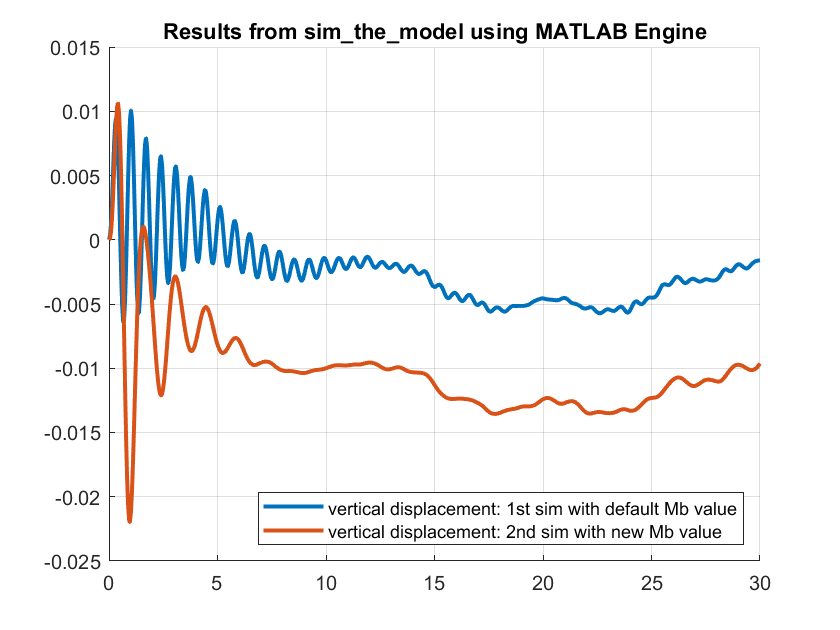 Results from sim_the_model using MATLAB Engine
0.015
0.01
0.005
0
-0.005
-0.01
-0.015
-0.02
-0.025
vertical displacement: 1st sim with default Mb value
vertical displacement: 2nd sim with new Mb value
0 5 10 15 20 25 30